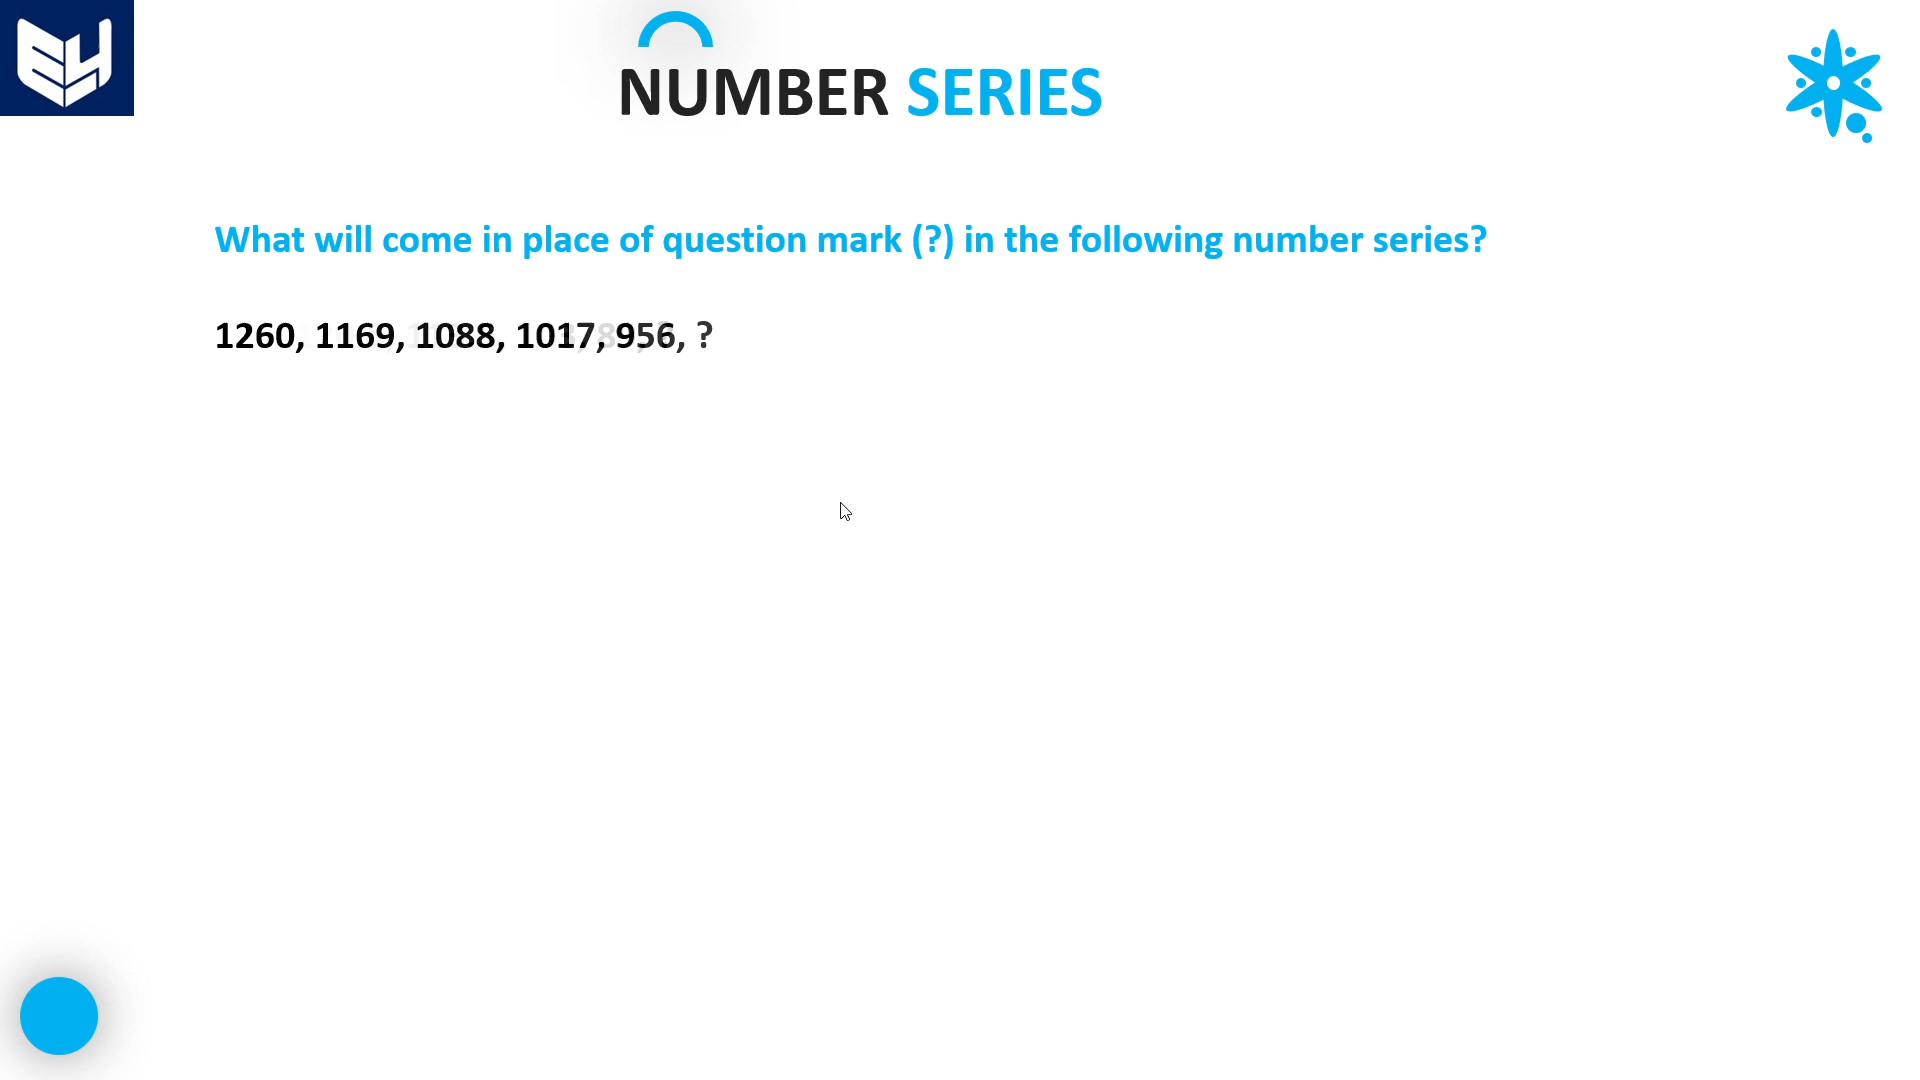 NUMBER SERIES
What will come in place of question mark (?) in the following number series?
1260, 1169, 1088, 1017, 956, ?